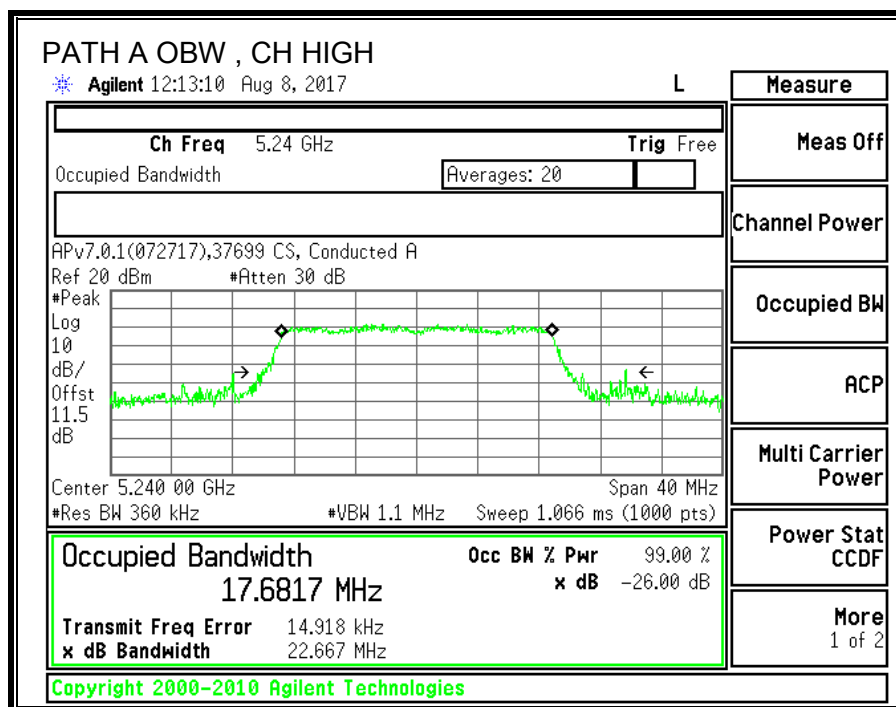 PATH A OBW , CH HIGH
Agilent 12:13:10 Aug 8, 2017 L
Measure
Ch Freq 5.24 GHz Trig Free
Meas Off
Occupied Bandwidth Averages: 20
Channel Power
APv7.0.1(072717),37699 CS, Conducted A
Ref 20 dBm #Atten 30 dB
#Peak
Log
10
dB/
Offst
11.5
dB
Occupied BW
ACP
Multi Carrier
Power
Center 5.240 00 GHz Span 40 MHz
#Res BW 360 kHz #VBW 1.1 MHz Sweep 1.066 ms (1000 pts)
Power Stat
CCDF
Occupied Bandwidth Occ BW % Pwr 99.00 %
17.6817 MHz x dB -26.00 dB
Transmit Freq Error 14.918 kHz
x dB Bandwidth 22.667 MHz
More
1 of 2
Copyright 2000-2010 Agilent Technologies